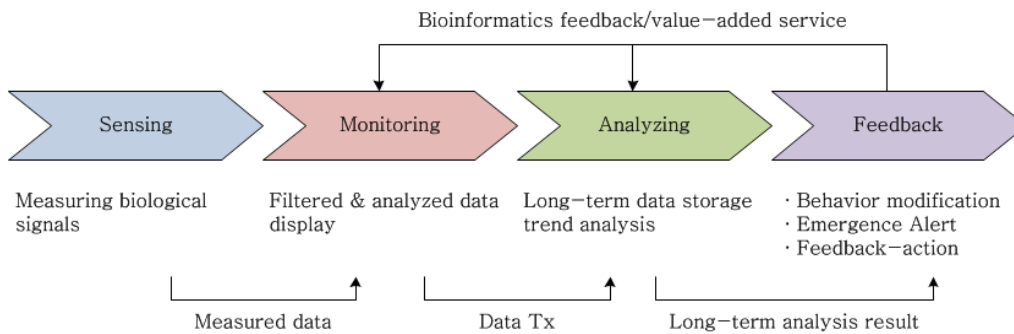 Bioinformatics feedback/value-added service
Sensing
Monitoring
Analyzing
Feedback
Measuring biological
signals
Filtered & analyzed data
display
Long-term data storage
trend analysis
· Behavior modification
· Emergence Alert
· Feedback-action
Measured data
Data Tx
Long-term analysis result